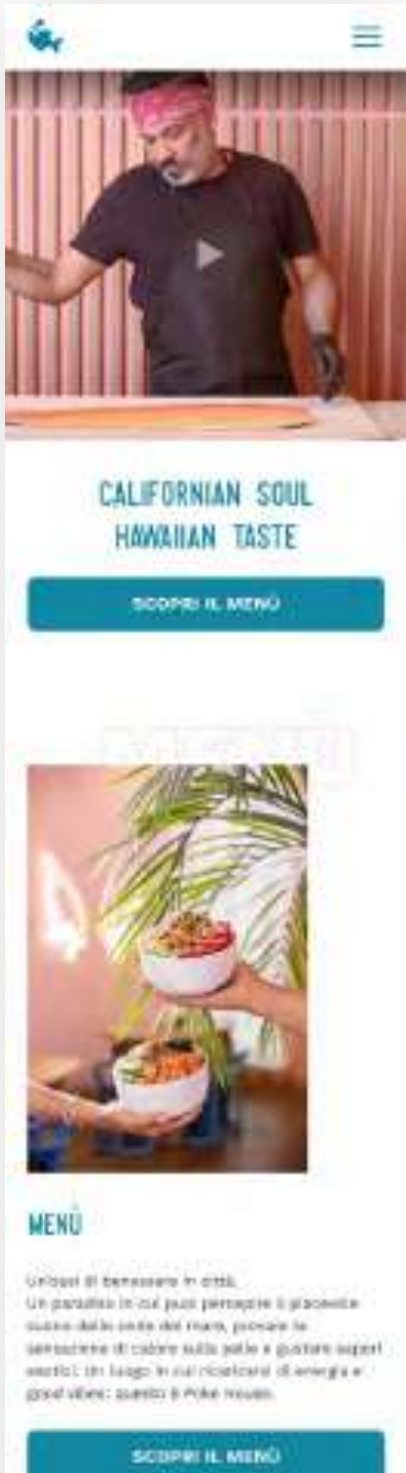 CALIFORNIAN SOUL
HAWAIIAN TASTE
SCOPRI IL MENÙ
MENÙ
MENÙ
Un'oasi di benessere in città.
Un paradiso in cui puoi percepire il piacevole
suono delle onde del mare, provare la
sensazione di calore sulla pelle e gustare sapori
esotici. Un luogo in cui ricaricarsi di energia e
good vibes: questo è Poke House.
SCOPRI IL MENÙ